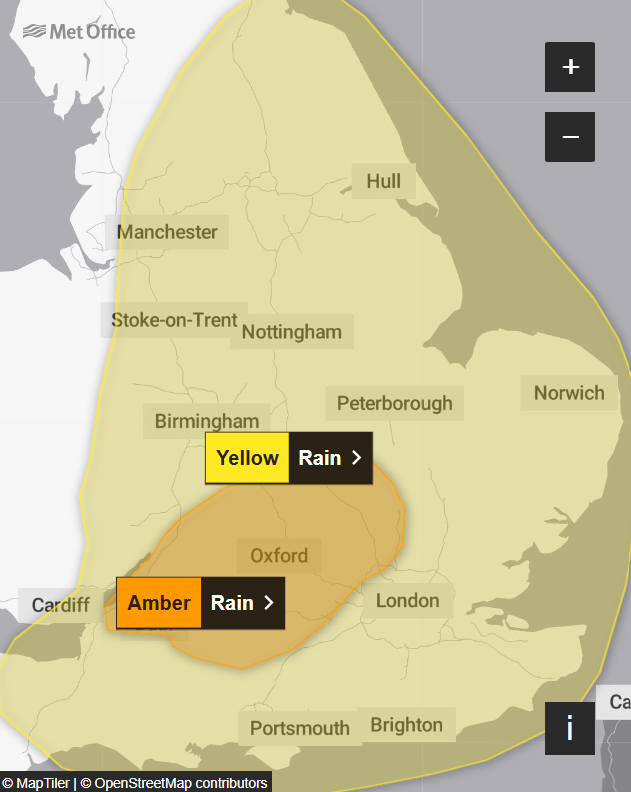 Met Office
+
−
Hull
Manchester
Stoke-on-Trent
Nottingham
Norwich
Peterborough
Birmingham
Yellow Rain >
Oxford
Amber Rain >
Cardiff
London
Ca
Portsmouth
Brighton
i
© MapTiler | © OpenStreetMap contributors